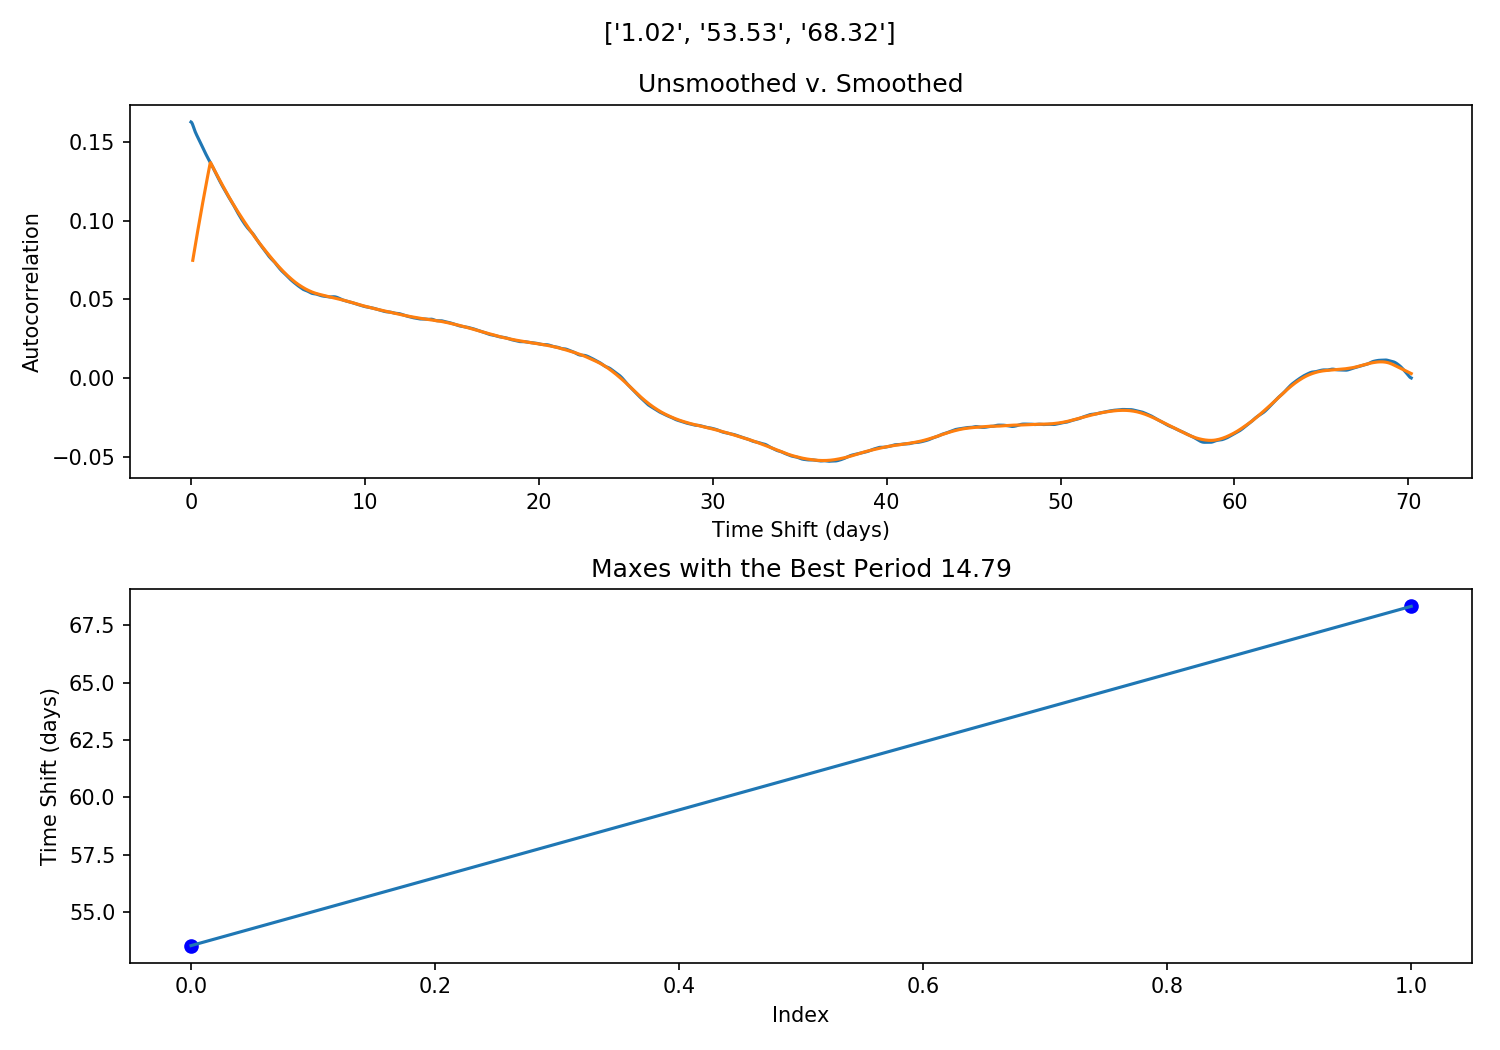 ['1.02', '53.53', '68.32']
Unsmoothed v. Smoothed
Autocorrelation
0.15
0.10
0.05
0.00
−0.05
0 10 20 30 40 50 60 70
Time Shift (days)
Maxes with the Best Period 14.79
Time Shift (days)
67.5
65.0
62.5
60.0
57.5
55.0
0.0 0.2 0.4 0.6 0.8 1.0
Index